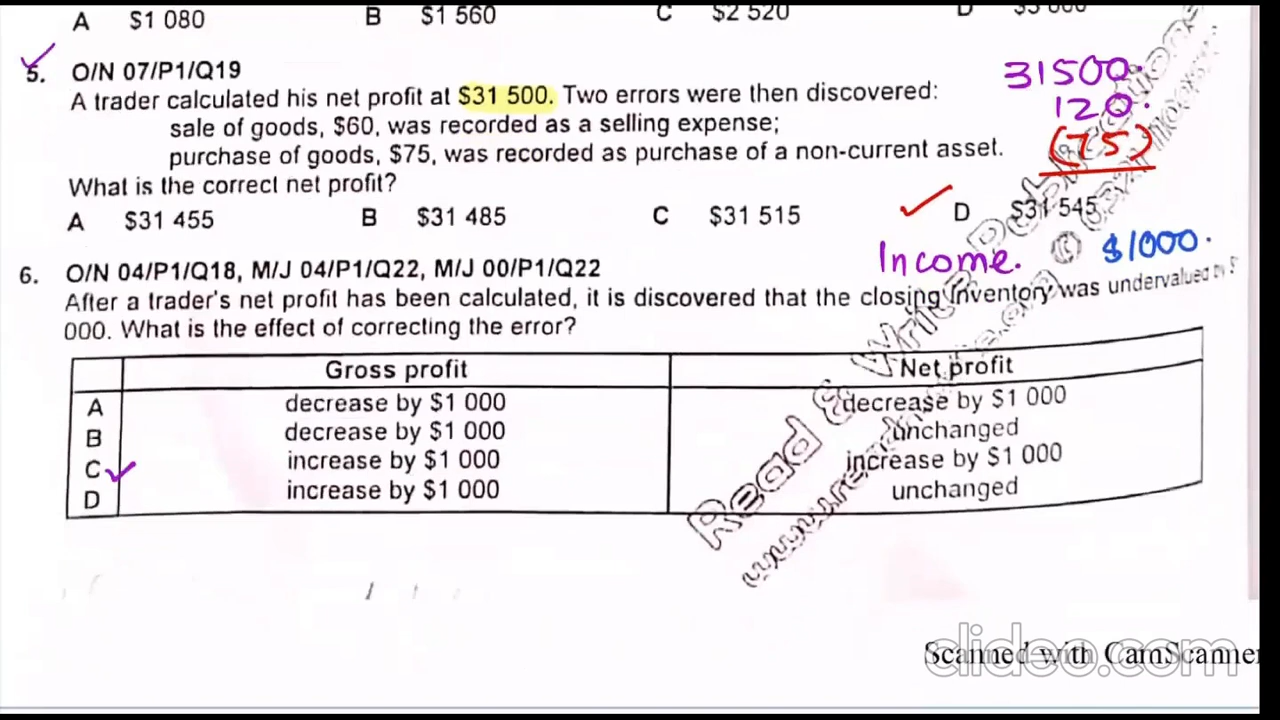 A $1 080 B $1 560 C $2 520 D
5. O/N 07/P1/Q19
31500.
A trader calculated his net profit at $31 500. Two errors were then discovered:
120.
sale of goods, $60, was recorded as a selling expense;
(75)
purchase of goods, $75, was recorded as purchase of a non-current asset.
What is the correct net profit?
A $31 455 B $31 485 C $31 515 D $31 545
Income. $1000.
6. O/N 04/P1/Q18, M/J 04/P1/Q22, M/J 00/P1/Q22
After a trader's net profit has been calculated, it is discovered that the closing inventory was undervalued by
000. What is the effect of correcting the error?
Gross profit Net profit
A decrease by $1 000 decrease by $1 000
B decrease by $1 000 unchanged
C increase by $1 000 increase by $1 000
D increase by $1 000 unchanged
Read & Write Publications
clideo.com
Scanned with CamScanner